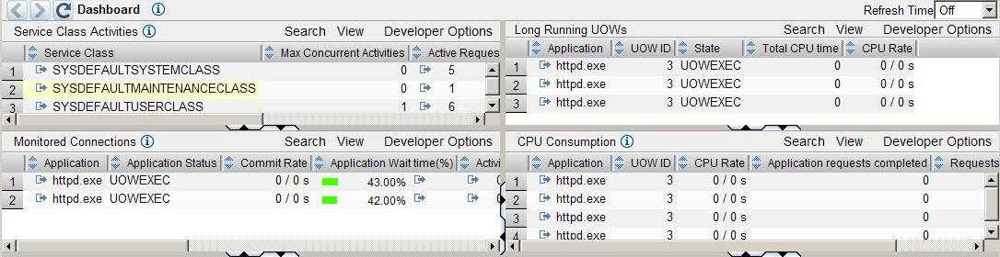 Dashboard Refresh Time Off
Service Class Activities Search View Developer Options
Service Class Max Concurrent Activities Active Reques
1 SYSDEFAULTSYSTEMCLASS 0 5
2 SYSDEFAULTMAINTENANCECLASS 0 1
3 SYSDEFAULTUSERCLASS 1 6
Long Running UOWs Search View Developer Options
Application UOW ID State Total CPU time CPU Rate
1 httpd.exe 3 UOWEXEC 0 0 / 0 s
2 httpd.exe 3 UOWEXEC 0 0 / 0 s
3 httpd.exe 3 UOWEXEC 0 0 / 0 s
Monitored Connections Search View Developer Options
Application Application Status Commit Rate Application Wait time(%) Activi
1 httpd.exe UOWEXEC 0 / 0 s 43.00%
2 httpd.exe UOWEXEC 0 / 0 s 42.00%
CPU Consumption Search View Developer Options
Application UOW ID CPU Rate Application requests completed Requests
1 httpd.exe 3 0 / 0 s 0
2 httpd.exe 3 0 / 0 s 0
3 httpd.exe 3 0 / 0 s 0
4 httpd.exe 3 0 / 0 s 0